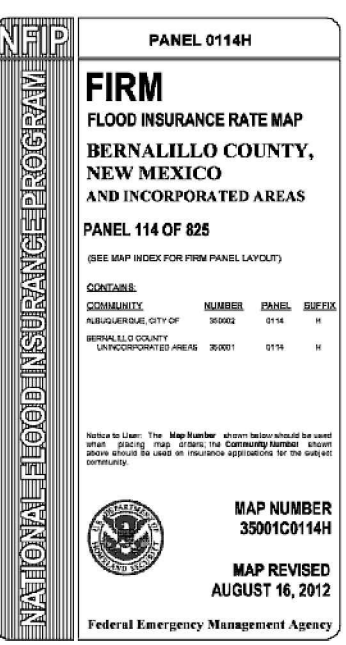 NFIP
PANEL 0114H
NATIONAL FLOOD INSURANCE PROGRAM
FIRM
FLOOD INSURANCE RATE MAP
BERNALILLO COUNTY,
NEW MEXICO
AND INCORPORATED AREAS
PANEL 114 OF 825
(SEE MAP INDEX FOR FIRM PANEL LAYOUT)
CONTAINS:
COMMUNITY NUMBER PANEL SUFFIX
ALBUQUERQUE, CITY OF 350002 0114 H
BERNALILLO COUNTY
UNINCORPORATED AREAS 350001 0114 H
Notice to User: The Map Number shown below should be used
when placing map orders; the Community Number shown
above should be used on insurance applications for the subject
community.
U.S. DEPARTMENT OF HOMELAND SECURITY
MAP NUMBER
35001C0114H
MAP REVISED
AUGUST 16, 2012
Federal Emergency Management Agency